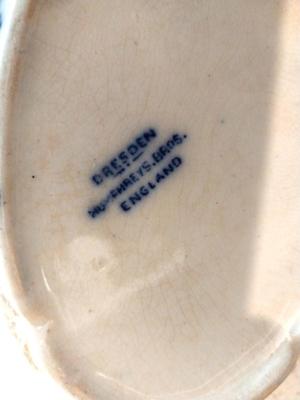 DRESDEN
HUMPHREYS. BROS.
ENGLAND